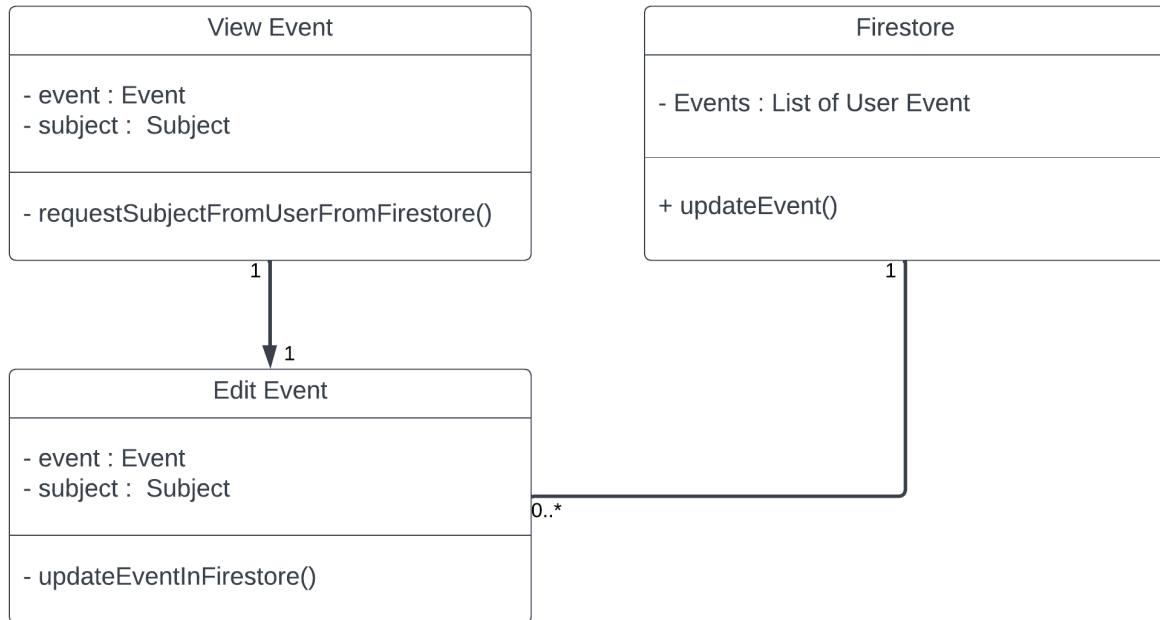 View Event
- event : Event
- subject :  Subject
- requestSubjectFromUserFromFirestore()
Firestore
- Events : List of User Event
+ updateEvent()
1
1
1
Edit Event
- event : Event
- subject :  Subject
- updateEventInFirestore()
0..*